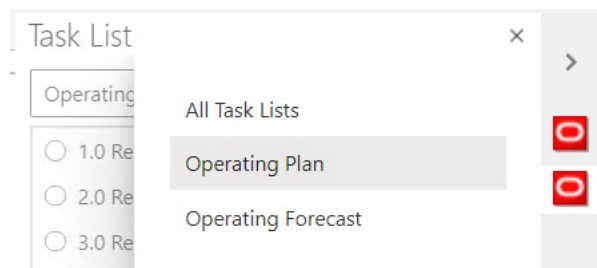 Task List
Operating
All Task Lists
1.0 Re
Operating Plan
2.0 Re
Operating Forecast
3.0 Re